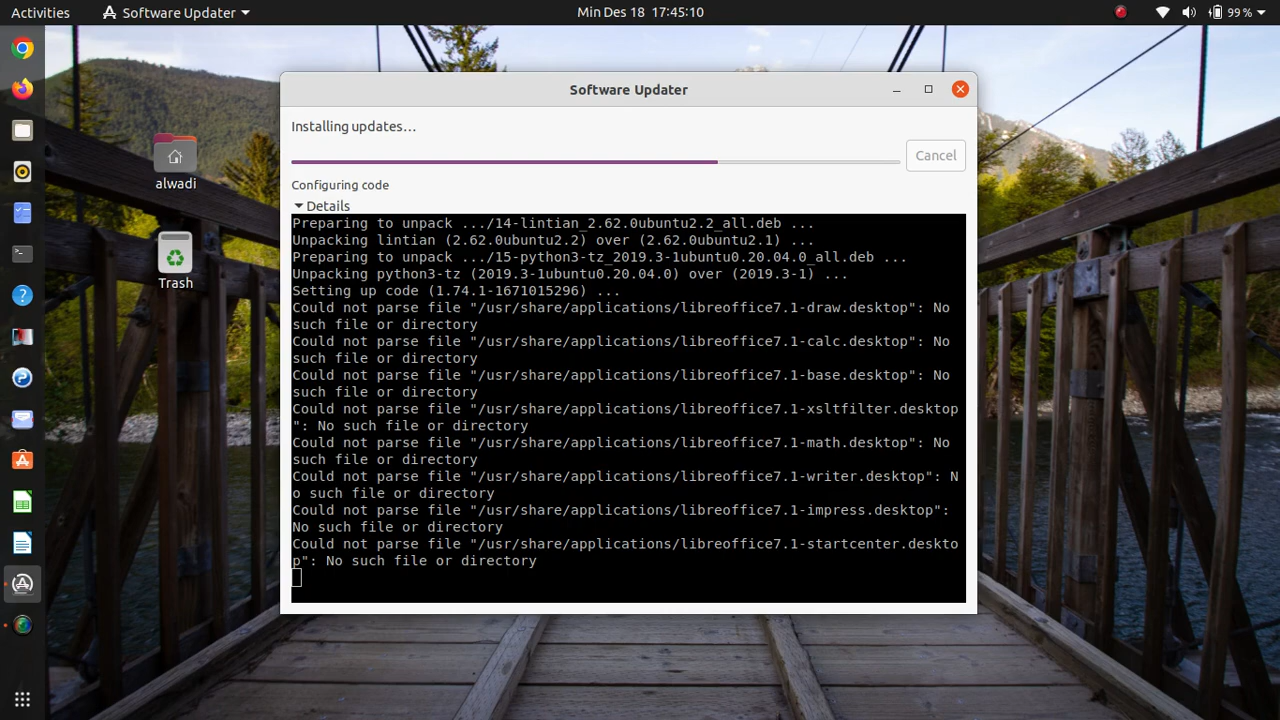 Activities Software Updater Min Des 18 17:45:10 99 %
alwadi
Trash
Software Updater
Installing updates…
Cancel
Configuring code
Details
Preparing to unpack .../14-lintian_2.62.0ubuntu2.2_all.deb ...
Unpacking lintian (2.62.0ubuntu2.2) over (2.62.0ubuntu2.1) ...
Preparing to unpack .../15-python3-tz_2019.3-1ubuntu0.20.04.0_all.deb ...
Unpacking python3-tz (2019.3-1ubuntu0.20.04.0) over (2019.3-1) ...
Setting up code (1.74.1-1671015296) ...
Could not parse file "/usr/share/applications/libreoffice7.1-draw.desktop": No
such file or directory
Could not parse file "/usr/share/applications/libreoffice7.1-calc.desktop": No
such file or directory
Could not parse file "/usr/share/applications/libreoffice7.1-base.desktop": No
such file or directory
Could not parse file "/usr/share/applications/libreoffice7.1-xsltfilter.desktop
": No such file or directory
Could not parse file "/usr/share/applications/libreoffice7.1-math.desktop": No
such file or directory
Could not parse file "/usr/share/applications/libreoffice7.1-writer.desktop": N
o such file or directory
Could not parse file "/usr/share/applications/libreoffice7.1-impress.desktop":
No such file or directory
Could not parse file "/usr/share/applications/libreoffice7.1-startcenter.deskto
p": No such file or directory